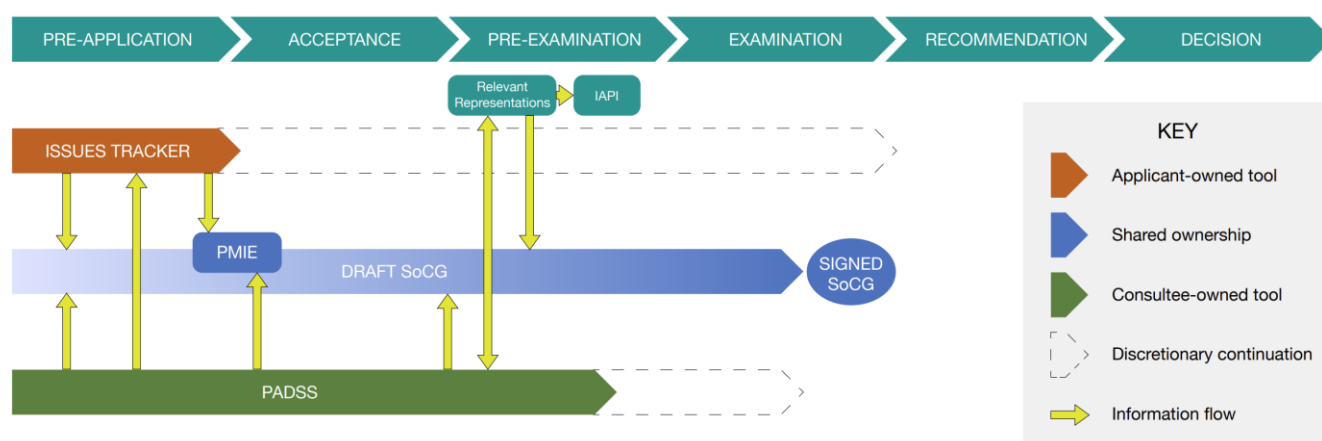 PRE-APPLICATION
ACCEPTANCE
PRE-EXAMINATION
EXAMINATION
RECOMMENDATION
DECISION
Relevant
Representations
IAPI
ISSUES TRACKER
PMIE
DRAFT SoCG
SIGNED
SoCG
PADSS
KEY
Applicant-owned tool
Shared ownership
Consultee-owned tool
Discretionary continuation
Information flow